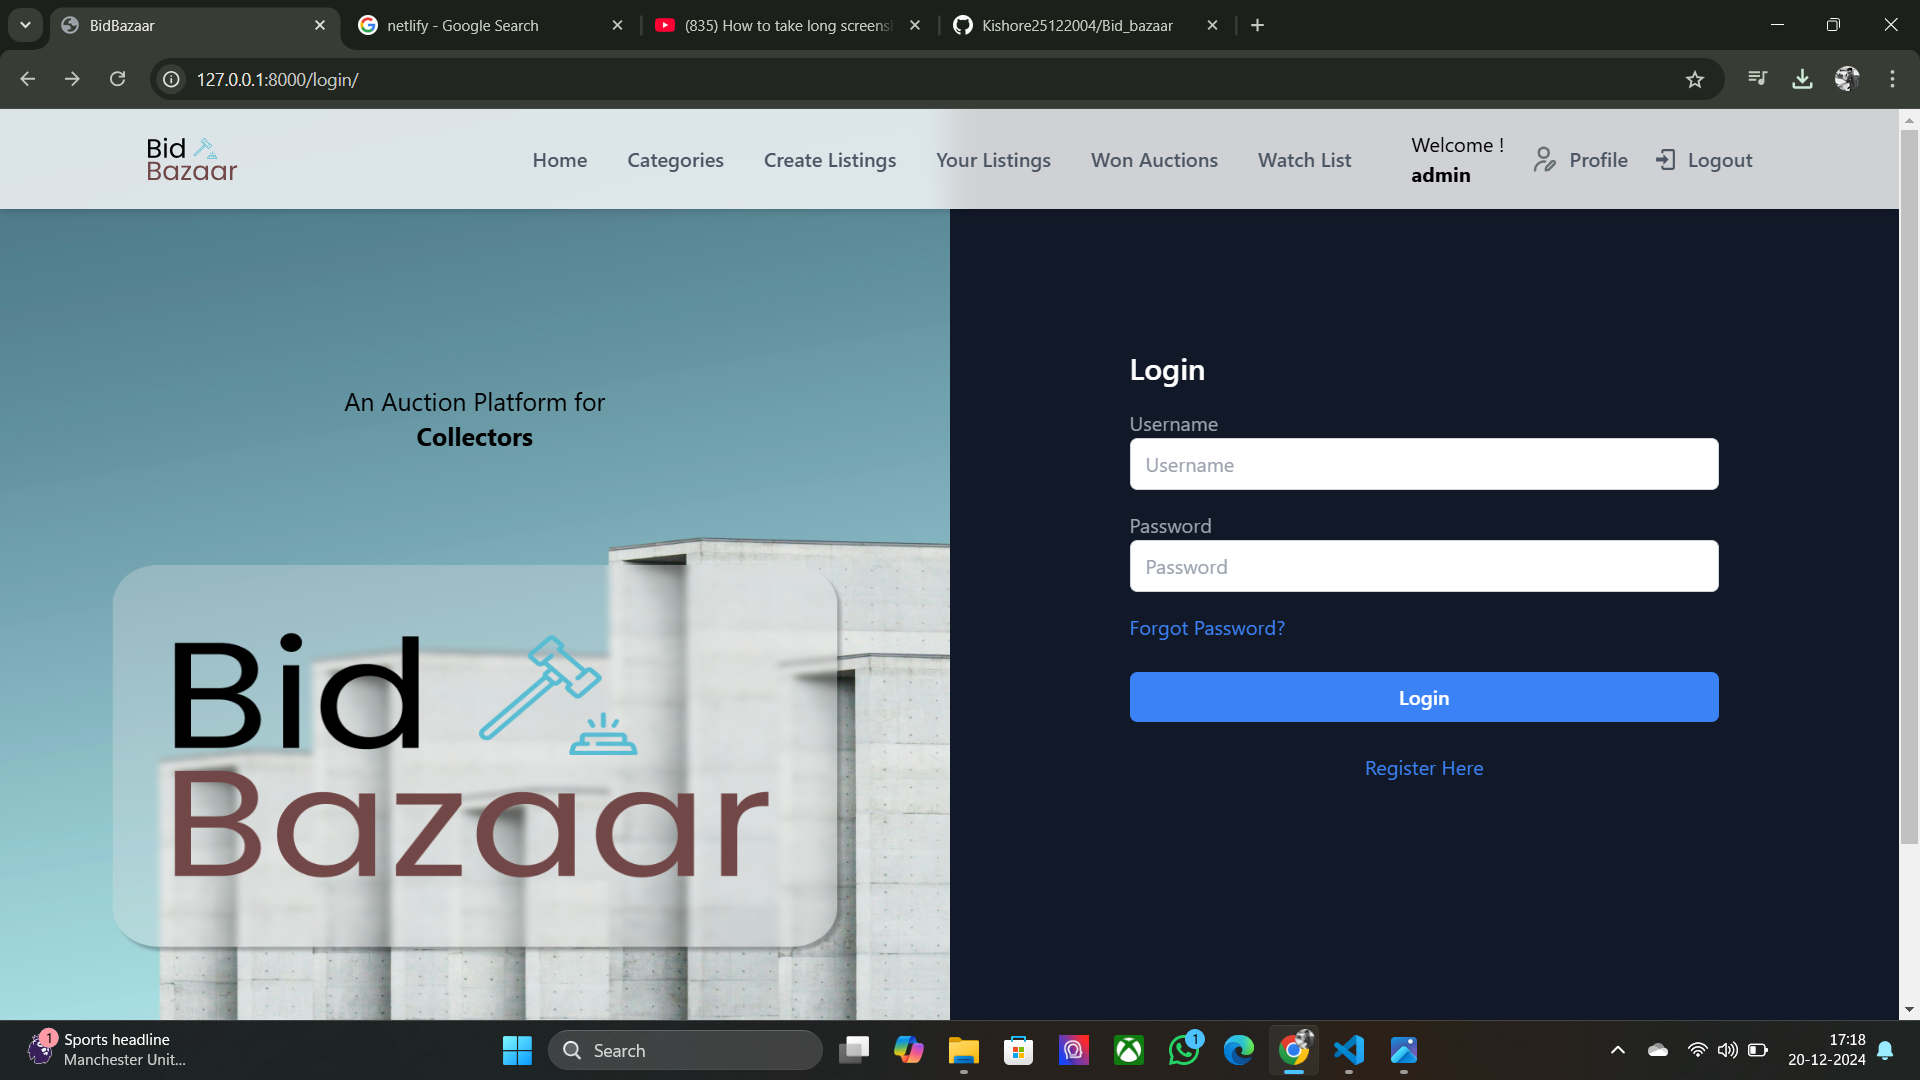 BidBazaar
netlify - Google Search
(835) How to take long screens
Kishore25122004/Bid_bazaar
127.0.0.1:8000/login/
Bid
Bazaar
Home
Categories
Create Listings
Your Listings
Won Auctions
Watch List
Welcome !
admin
Profile
Logout
An Auction Platform for
Collectors
Bid
Bazaar
Login
Username
Username
Password
Password
Forgot Password?
Login
Register Here
1
Sports headline
Manchester Unit...
Search
1
17:18
20-12-2024